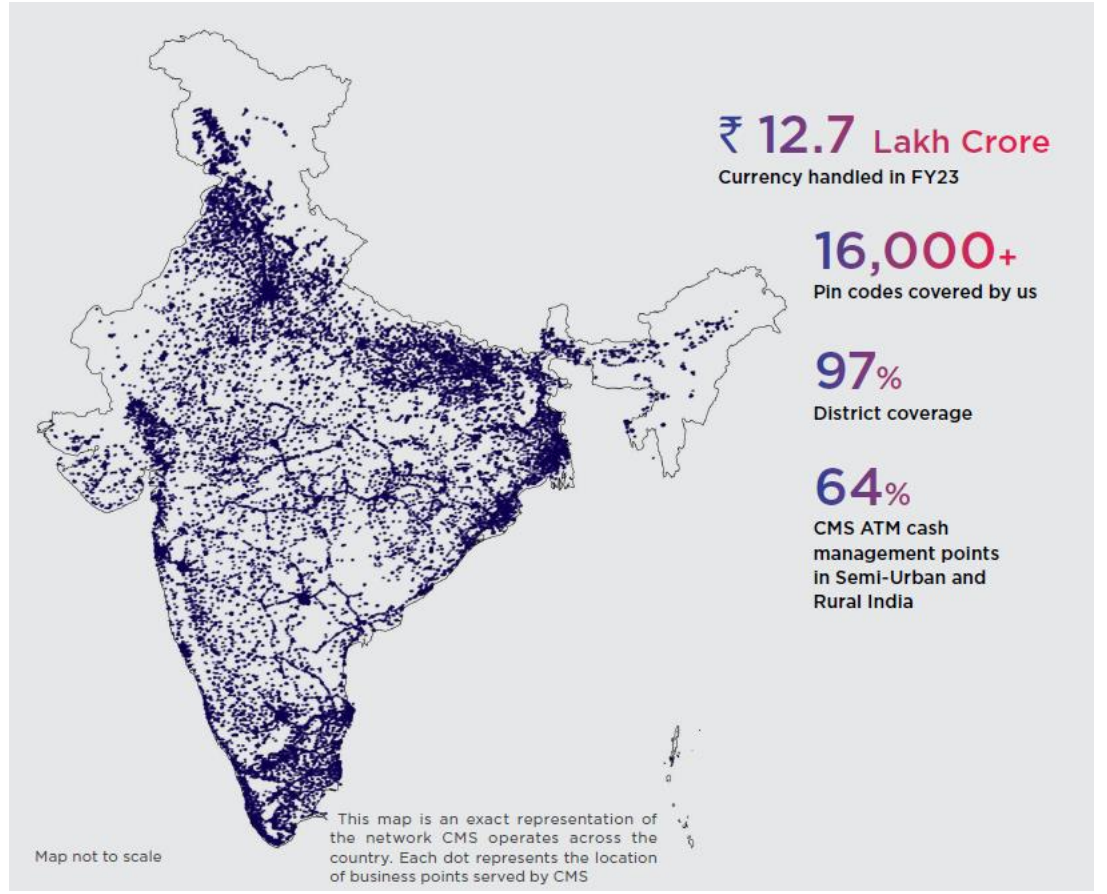 ₹ 12.7 Lakh Crore
Currency handled in FY23
16,000+
Pin codes covered by us
97%
District coverage
64%
CMS ATM cash
management points
in Semi-Urban and
Rural India
This map is an exact representation of
the network CMS operates across the
country. Each dot represents the location
of business points served by CMS
Map not to scale